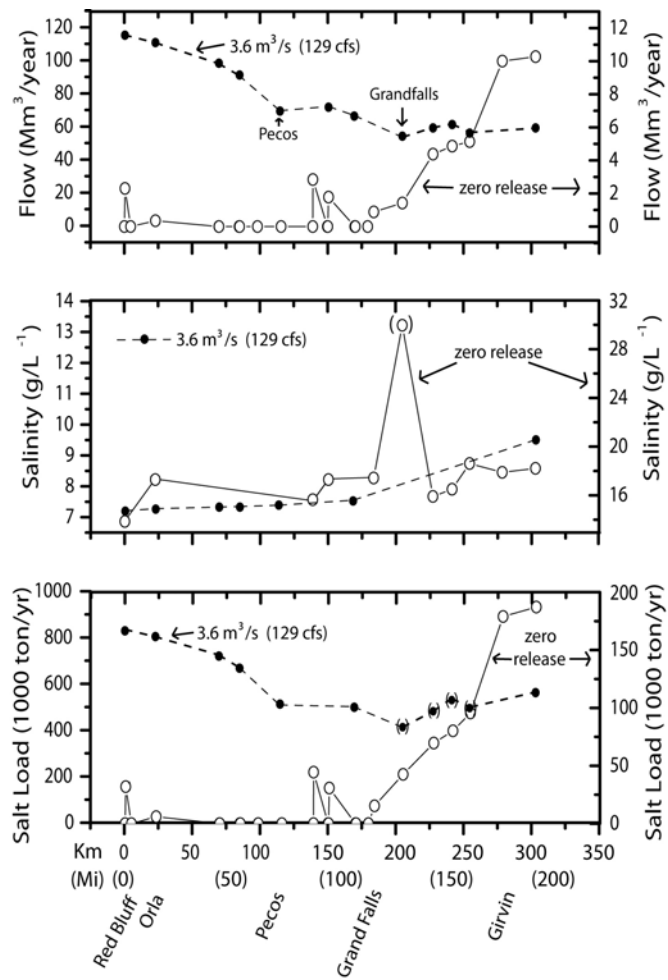 Flow (Mm³/year)
120
100
80
60
40
20
0
3.6 m³/s (129 cfs)
Pecos
Grandfalls
zero release
12
10
8
6
4
2
0
Flow (Mm³/year)
Salinity (g/L⁻¹)
14
13
12
11
10
9
8
7
3.6 m³/s (129 cfs)
( )
zero release
32
28
24
20
16
Salinity (g/L⁻¹)
Salt Load (1000 ton/yr)
1000
800
600
400
200
0
3.6 m³/s (129 cfs)
( ) ( ) ( ) ( )
zero
release
200
150
100
50
0
Salt Load (1000 ton/yr)
Km 0 50 100 150 200 250 300 350
(Mi) (0) (50) (100) (150) (200)
Red Bluff
Orla
Pecos
Grand Falls
Girvin